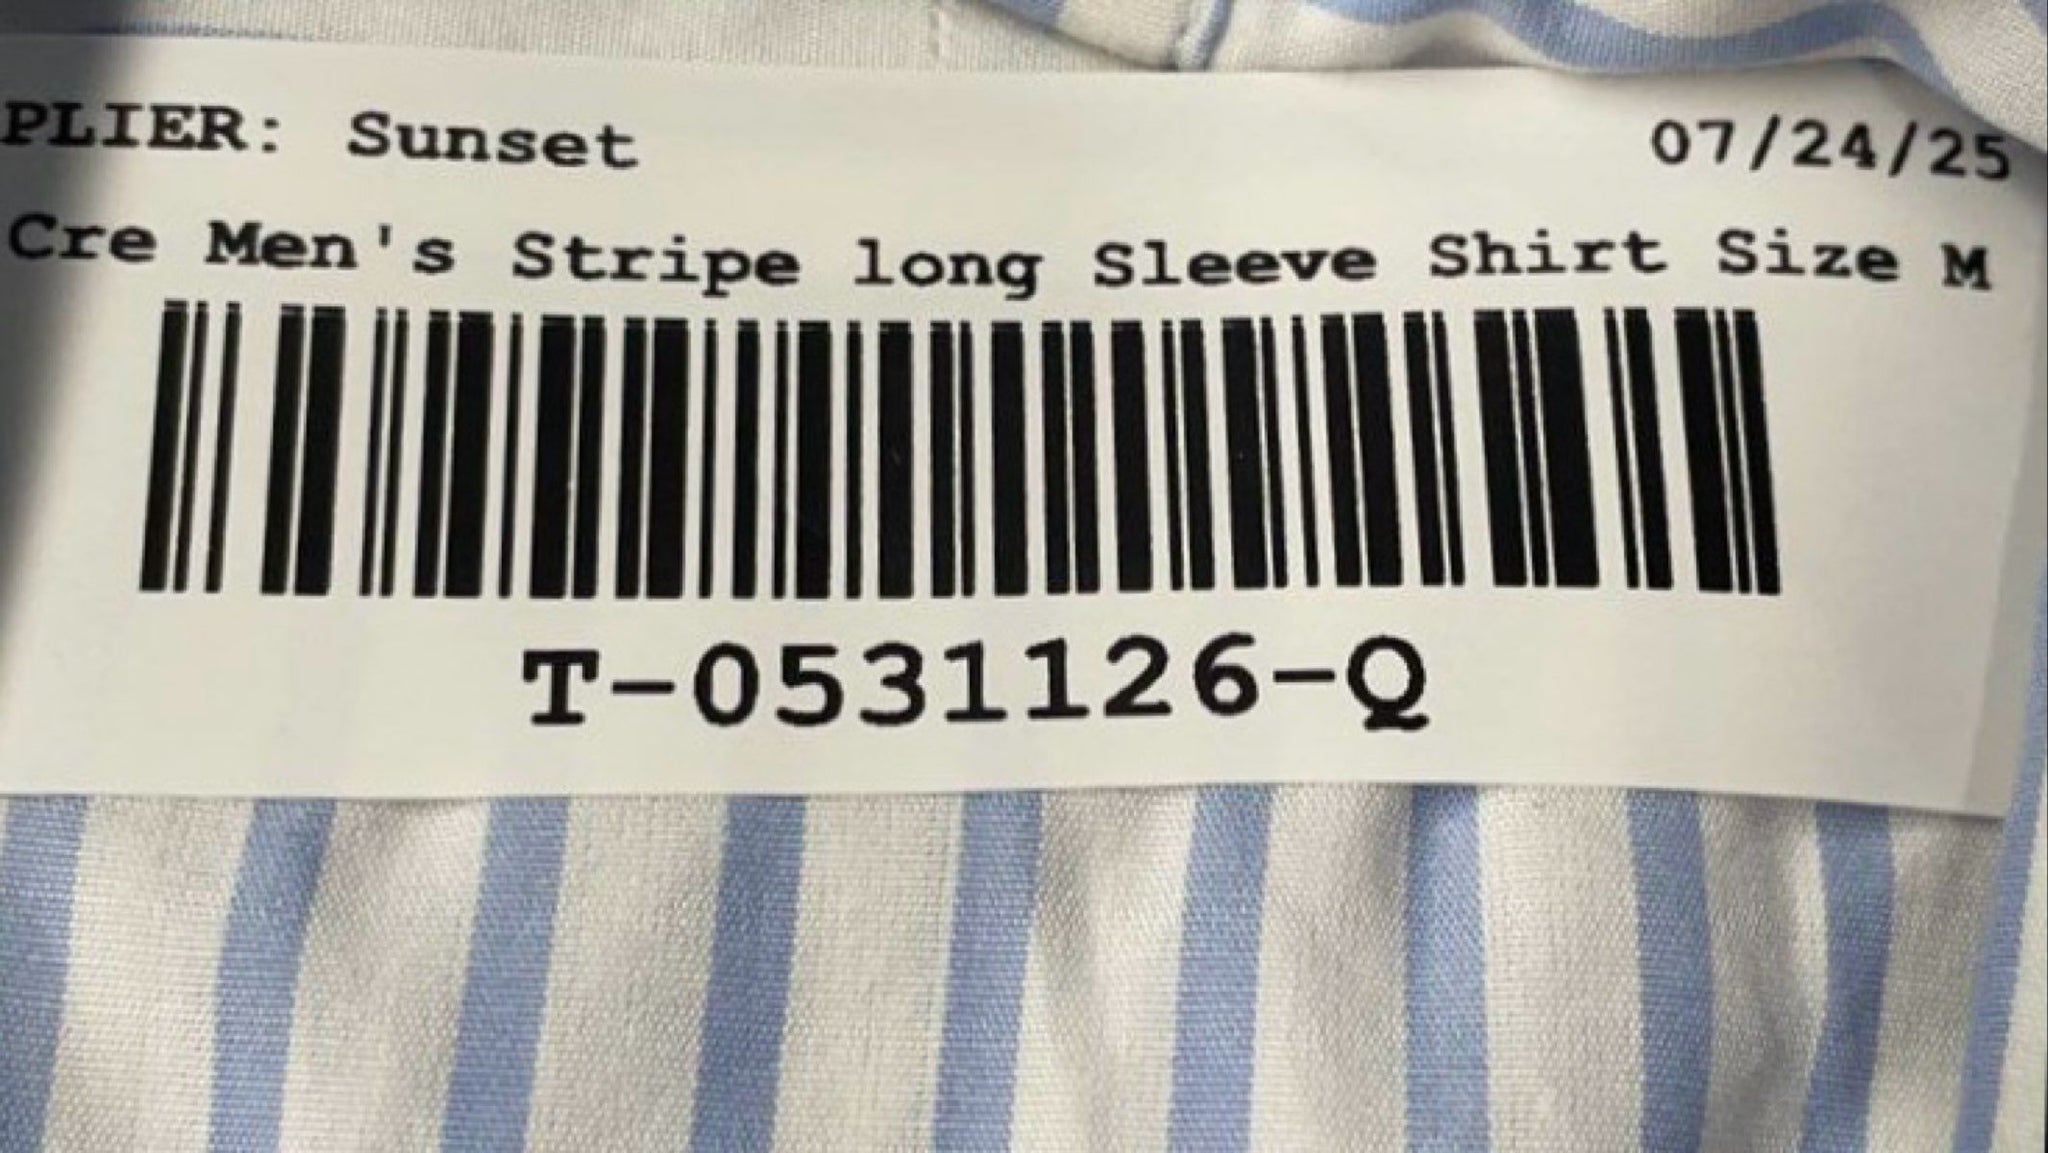 PLIER: Sunset 07/24/25
Cre Men's Stripe long Sleeve Shirt Size M
T-0531126-Q